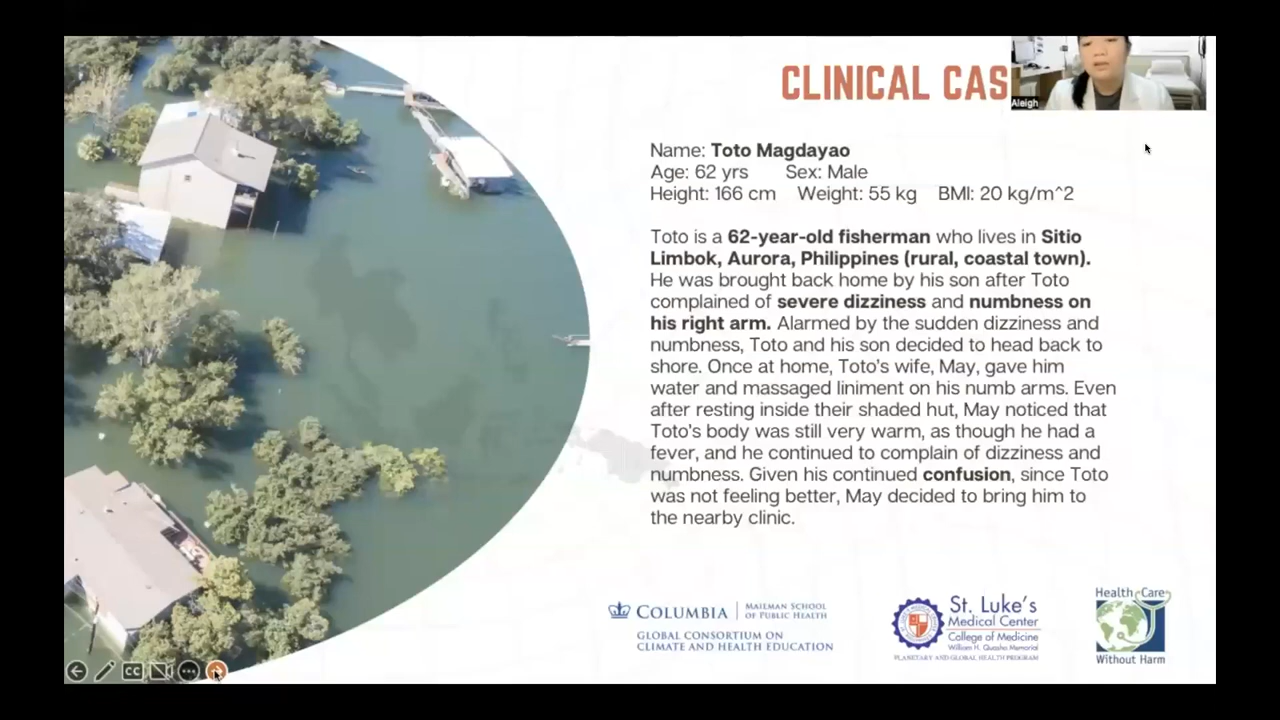 CLINICAL CAS
Aleigh
Name: Toto Magdayao
Age: 62 yrs Sex: Male
Height: 166 cm Weight: 55 kg BMI: 20 kg/m^2
Toto is a 62-year-old fisherman who lives in Sitio
Limbok, Aurora, Philippines (rural, coastal town).
He was brought back home by his son after Toto
complained of severe dizziness and numbness on
his right arm. Alarmed by the sudden dizziness and
numbness, Toto and his son decided to head back to
shore. Once at home, Toto's wife, May, gave him
water and massaged liniment on his numb arms. Even
after resting inside their shaded hut, May noticed that
Toto's body was still very warm, as though he had a
fever, and he continued to complain of dizziness and
numbness. Given his continued confusion, since Toto
was not feeling better, May decided to bring him to
the nearby clinic.
COLUMBIA
MAILMAN SCHOOL
OF PUBLIC HEALTH
GLOBAL CONSORTIUM ON
CLIMATE AND HEALTH EDUCATION
St. Luke's
Medical Center
College of Medicine
William H. Quasha Memorial
PLANETARY AND GLOBAL HEALTH PROGRAM
Health Care
Without Harm
CC